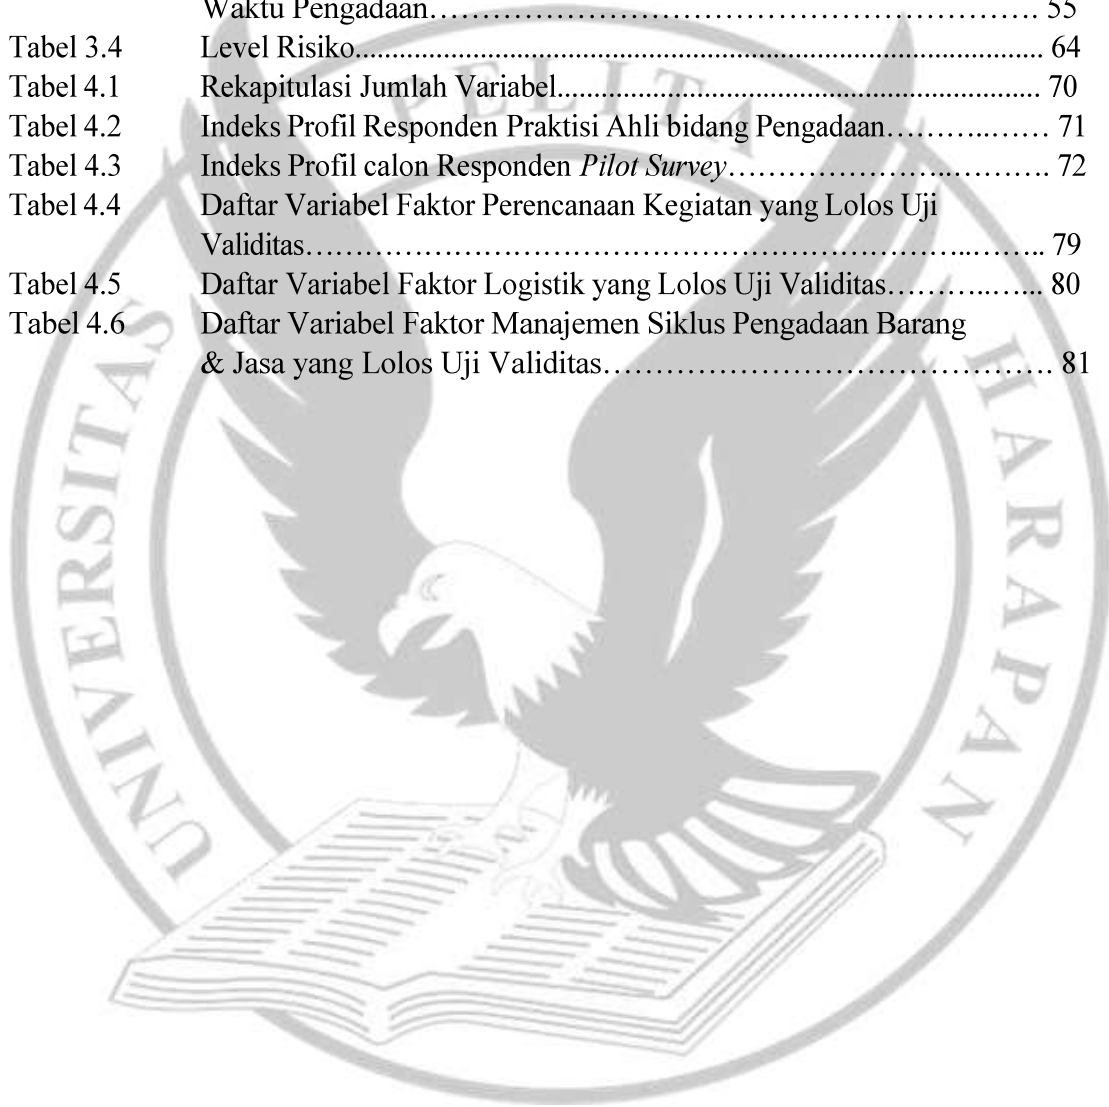 Waktu Pengadaan…………………………………………………………… 55
Tabel 3.4 Level Risiko............................................................................................ 64
Tabel 4.1 Rekapitulasi Jumlah Variabel................................................................. 70
Tabel 4.2 Indeks Profil Responden Praktisi Ahli bidang Pengadaan………..…… 71
Tabel 4.3 Indeks Profil calon Responden Pilot Survey…………………..………. 72
Tabel 4.4 Daftar Variabel Faktor Perencanaan Kegiatan yang Lolos Uji
Validitas………………………………………………………………..…….. 79
Tabel 4.5 Daftar Variabel Faktor Logistik yang Lolos Uji Validitas………..…... 80
Tabel 4.6 Daftar Variabel Faktor Manajemen Siklus Pengadaan Barang
& Jasa yang Lolos Uji Validitas………………………………………. 81
UNIVERSITAS PELITA HARAPAN